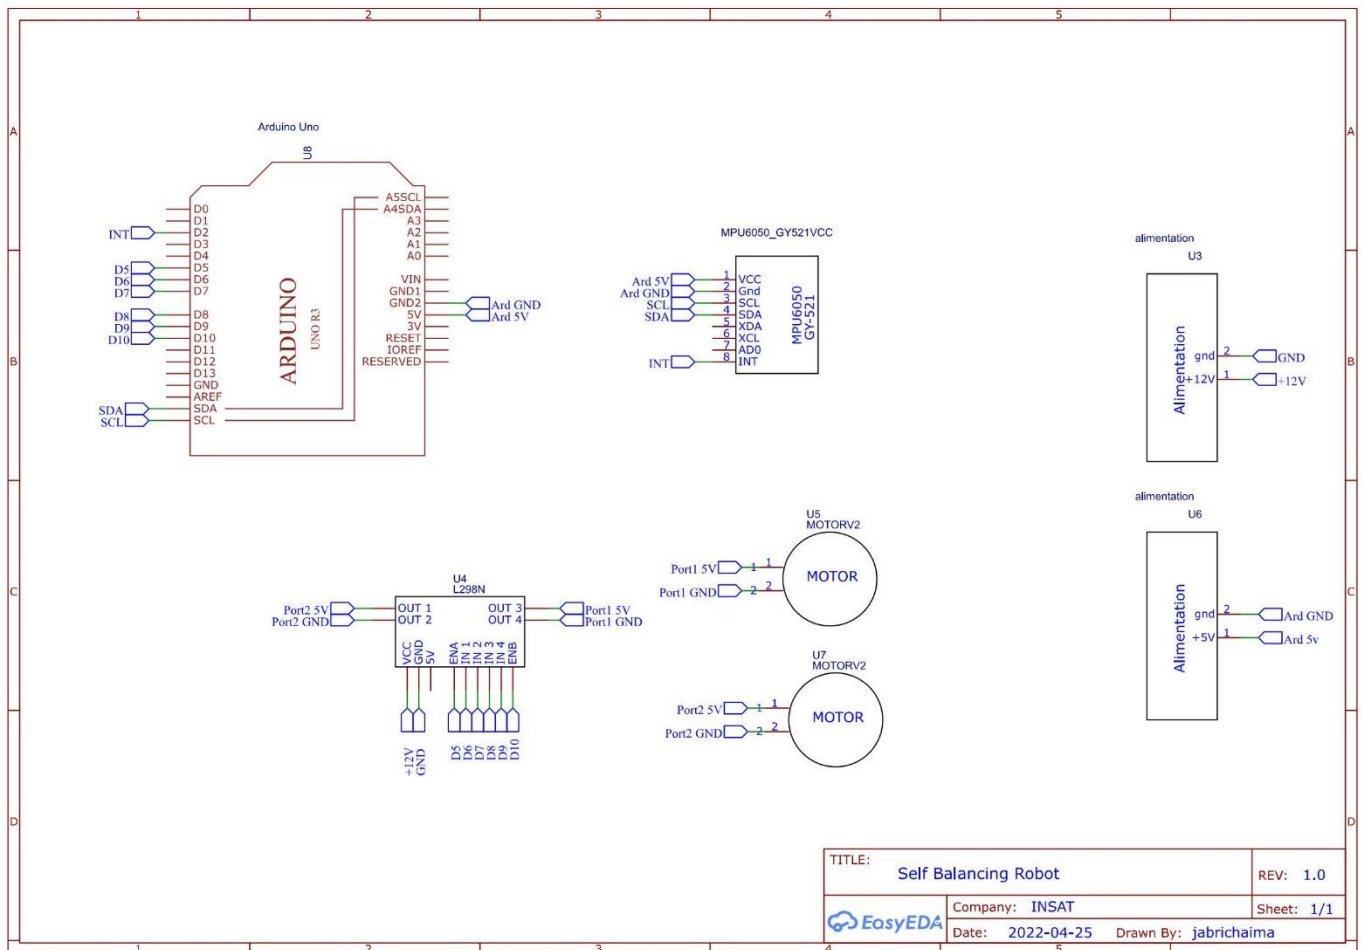 1 2 3 4 5
A
A
B
B
C
C
D
D
1 2 3 4 5
Arduino Uno
U8
D0
D1
INT D2
D3
D4
D5 D5
D6 D6
D7 D7
D8 D8
D9 D9
D10 D10
D11
D12
D13
GND
AREF
SDA SDA
SCL SCL
ARDUINO
UNO R3
A5SCL
A4SDA
A3
A2
A1
A0
VIN
GND1
GND2 Ard GND
5V Ard 5V
3V
RESET
IOREF
RESERVED
MPU6050_GY521VCC
Ard 5V 1 VCC
Ard GND 2 Gnd
SCL 3 SCL
SDA 4 SDA
5 XDA
6 XCL
7 AD0
INT 8 INT
MPU6050
GY-521
alimentation
U3
Alimentation
gnd 2 GND
+12V 1 +12V
alimentation
U6
Alimentation
gnd 2 Ard GND
+5V 1 Ard 5v
U4
L298N
Port2 5V OUT 1 OUT 3 Port1 5V
Port2 GND OUT 2 OUT 4 Port1 GND
VCC GND 5V ENA IN 1 IN 2 IN 3 IN 4 ENB
+12V GND D5 D6 D7 D8 D9 D10
U5
MOTORV2
Port1 5V 1 1
Port1 GND 2 2
MOTOR
U7
MOTORV2
Port2 5V 1 1
Port2 GND 2 2
MOTOR
TITLE:
Self Balancing Robot
REV: 1.0
EasyEDA
Company: INSAT
Sheet: 1/1
Date: 2022-04-25 Drawn By: jabrichaima